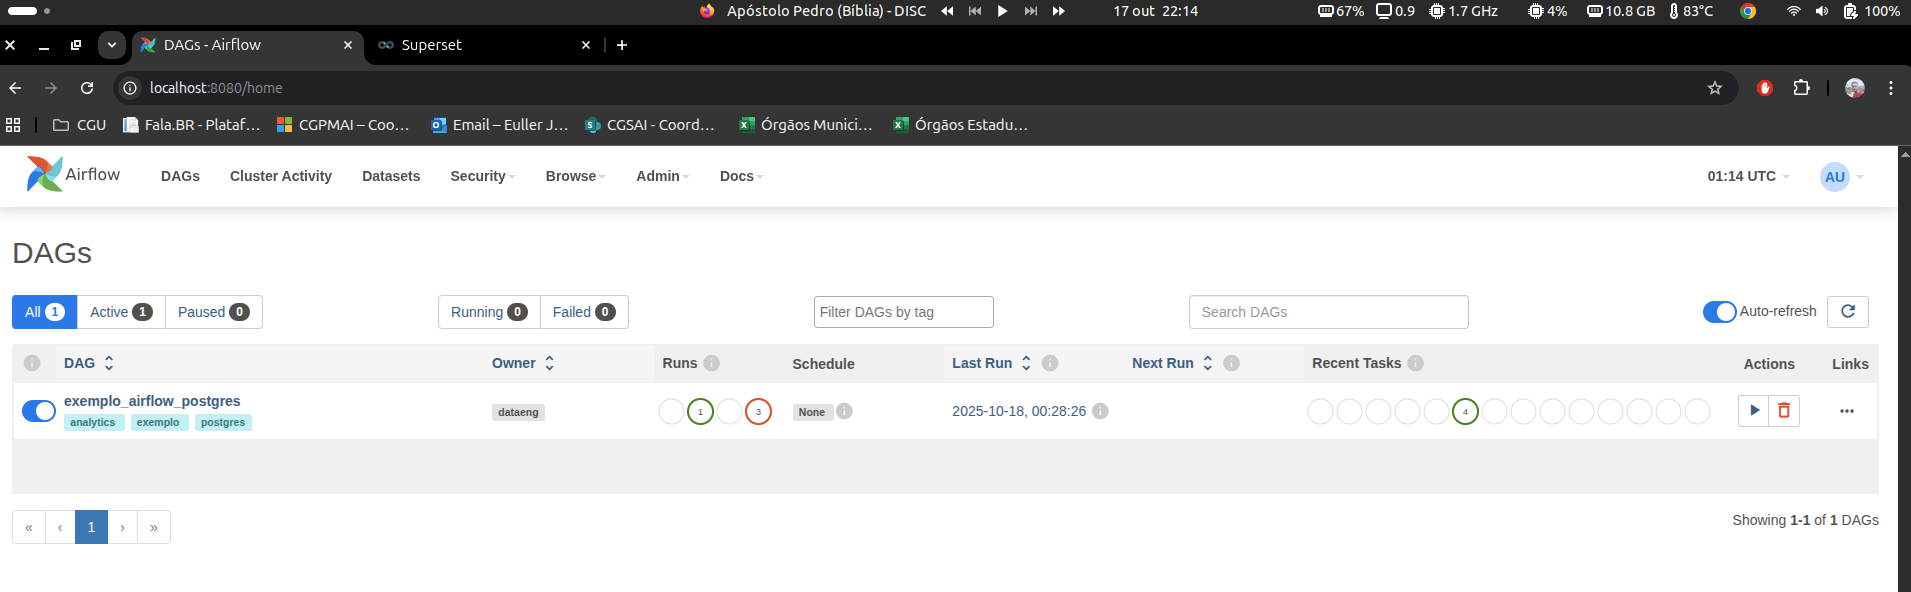 Apóstolo Pedro (Bíblia) - DISC
17 out 22:14
67% 0.9 1.7 GHz 4% 10.8 GB 83°C 100%
DAGs - Airflow
Superset
localhost:8080/home
CGU
Fala.BR - Plataf…
CGPMAI – Coo…
Email – Euller J…
CGSAI - Coord…
Órgãos Munici…
Órgãos Estadu…
Airflow
DAGs
Cluster Activity
Datasets
Security
Browse
Admin
Docs
01:14 UTC
AU
DAGs
All 1
Active 1
Paused 0
Running 0
Failed 0
Filter DAGs by tag
Search DAGs
Auto-refresh
DAG
Owner
Runs
Schedule
Last Run
Next Run
Recent Tasks
Actions
Links
exemplo_airflow_postgres
analytics exemplo postgres
dataeng
1
3
None
2025-10-18, 00:28:26
4
« ‹ 1 › »
Showing 1-1 of 1 DAGs